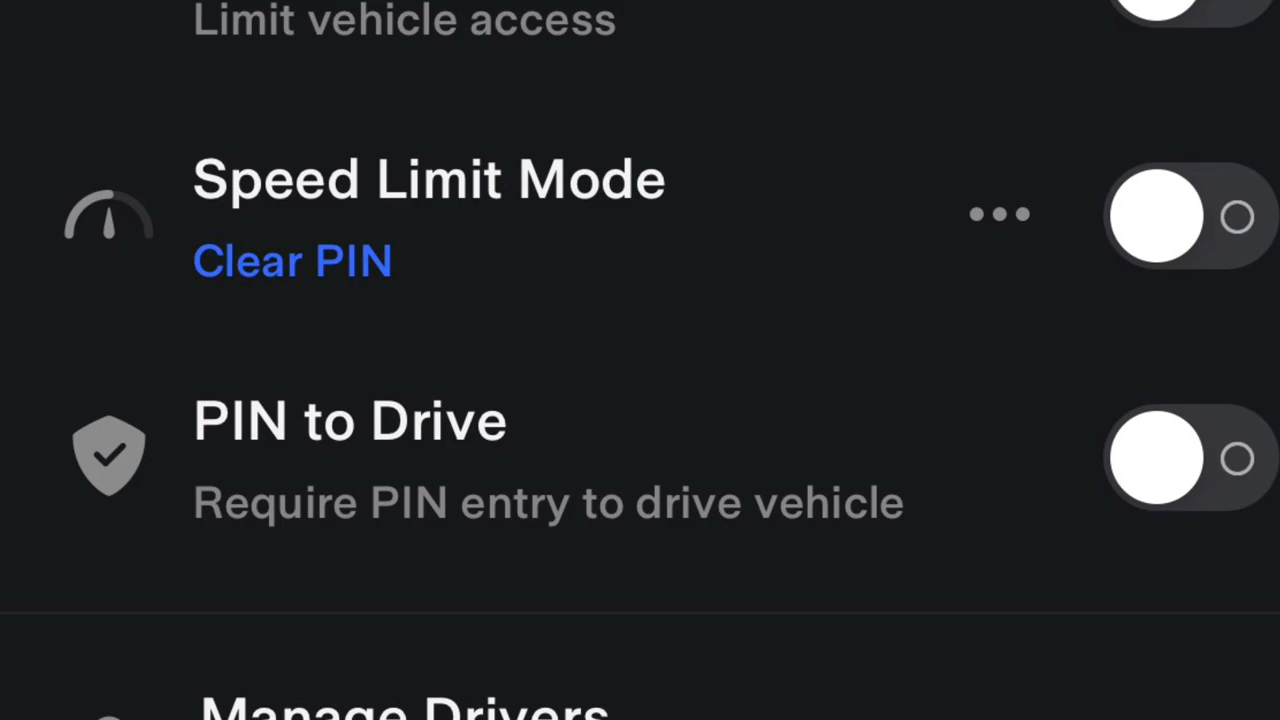 Limit vehicle access
Speed Limit Mode
Clear PIN
PIN to Drive
Require PIN entry to drive vehicle
Manage Drivers